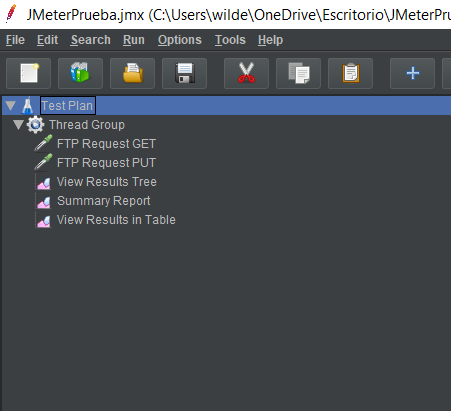 JMeterPrueba.jmx (C:\Users\wilde\OneDrive\Escritorio\JMeterPru
File Edit Search Run Options Tools Help
Test Plan
Thread Group
FTP Request GET
FTP Request PUT
View Results Tree
Summary Report
View Results in Table